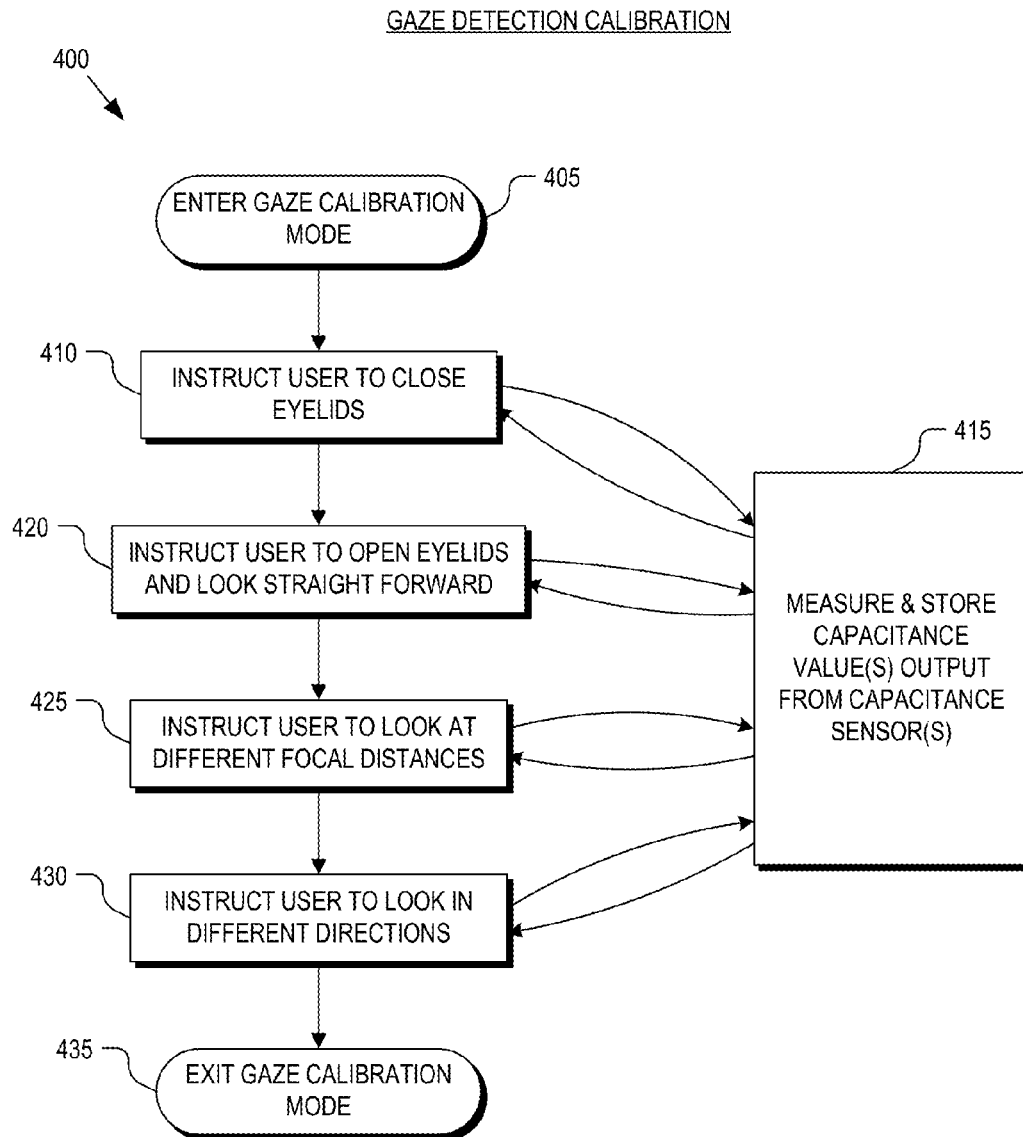 GAZE DETECTION CALIBRATION
400
ENTER GAZE CALIBRATION
MODE
405
410
INSTRUCT USER TO CLOSE
EYELIDS
415
420
INSTRUCT USER TO OPEN EYELIDS
AND LOOK STRAIGHT FORWARD
MEASURE & STORE
CAPACITANCE
VALUE(S) OUTPUT
FROM CAPACITANCE
SENSOR(S)
425
INSTRUCT USER TO LOOK AT
DIFFERENT FOCAL DISTANCES
430
INSTRUCT USER TO LOOK IN
DIFFERENT DIRECTIONS
435
EXIT GAZE CALIBRATION
MODE